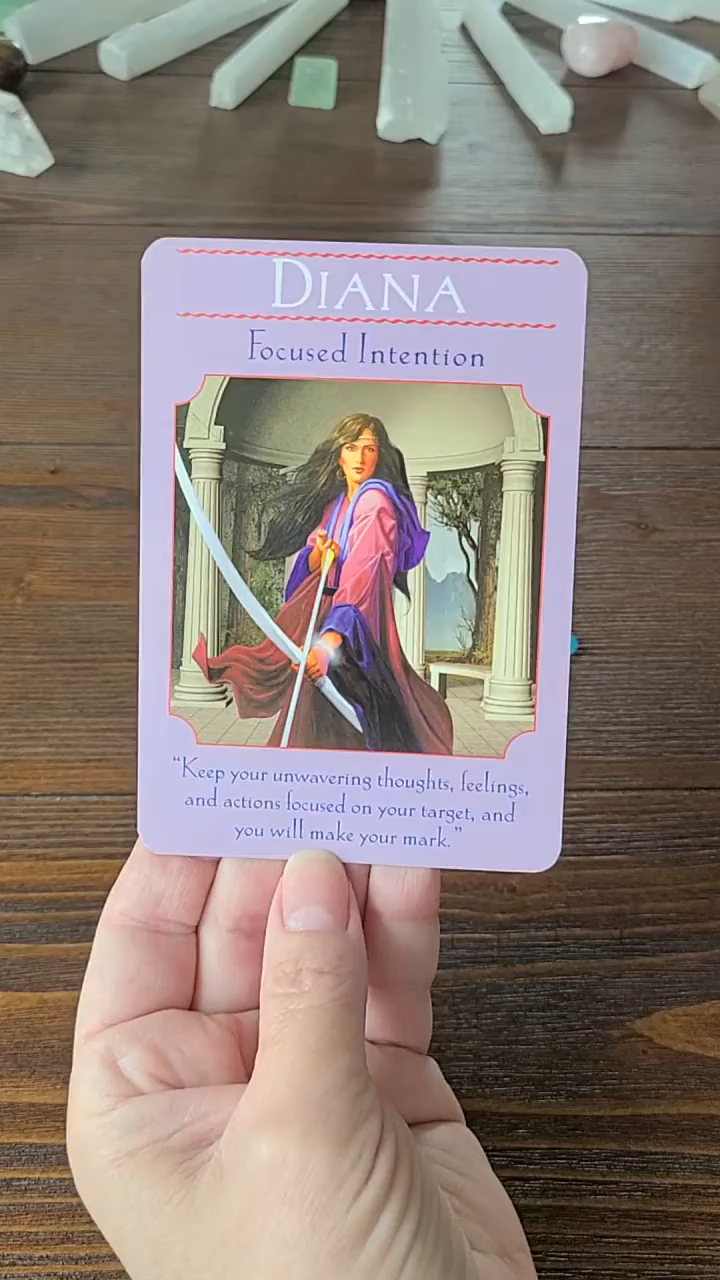 DIANA
Focused Intention
“Keep your unwavering thoughts, feelings,
and actions focused on your target, and
you will make your mark.”